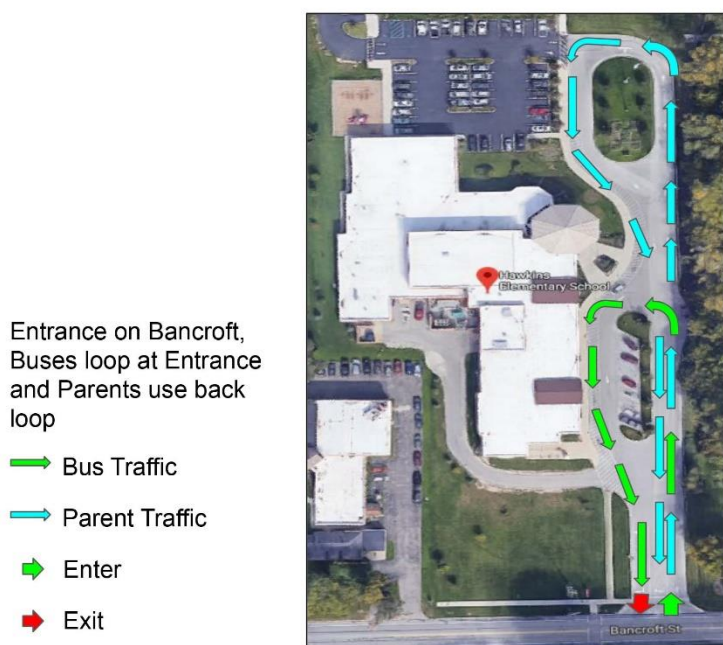 Hawkins
Elementary School
Entrance on Bancroft,
Buses loop at Entrance
and Parents use back
loop
Bus Traffic
Parent Traffic
Enter
Exit
Bancroft St